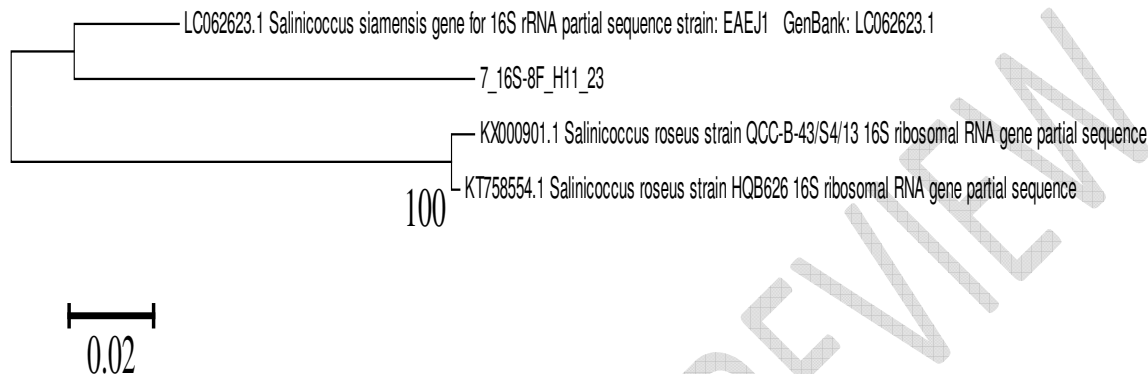 LC062623.1 Salinicoccus siamensis gene for 16S rRNA partial sequence strain: EAEJ1 GenBank: LC062623.1
7_16S-8F_H11_23
KX000901.1 Salinicoccus roseus strain QCC-B-43/S4/13 16S ribosomal RNA gene partial sequence
KT758554.1 Salinicoccus roseus strain HQB626 16S ribosomal RNA gene partial sequence
100
0.02
REVIEW